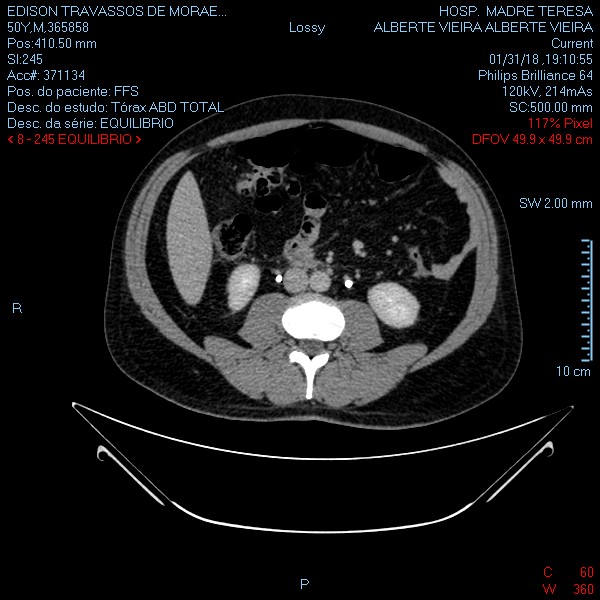 EDISON TRAVASSOS DE MORAE...
50Y,M,365858
Pos:410.50 mm
SI:245
Acc#: 371134
Pos. do paciente: FFS
Desc. do estudo: Tórax ABD TOTAL
Desc. da série: EQUILIBRIO
< 8 - 245 EQUILIBRIO >
Lossy
HOSP. MADRE TERESA
ALBERTE VIEIRA ALBERTE VIEIRA
Current
01/31/18 ,19:10:55
Philips Brilliance 64
120kV, 214mAs
SC:500.00 mm
117% Pixel
DFOV 49.9 x 49.9 cm
SW 2.00 mm
R
10 cm
P
C 60
W 360